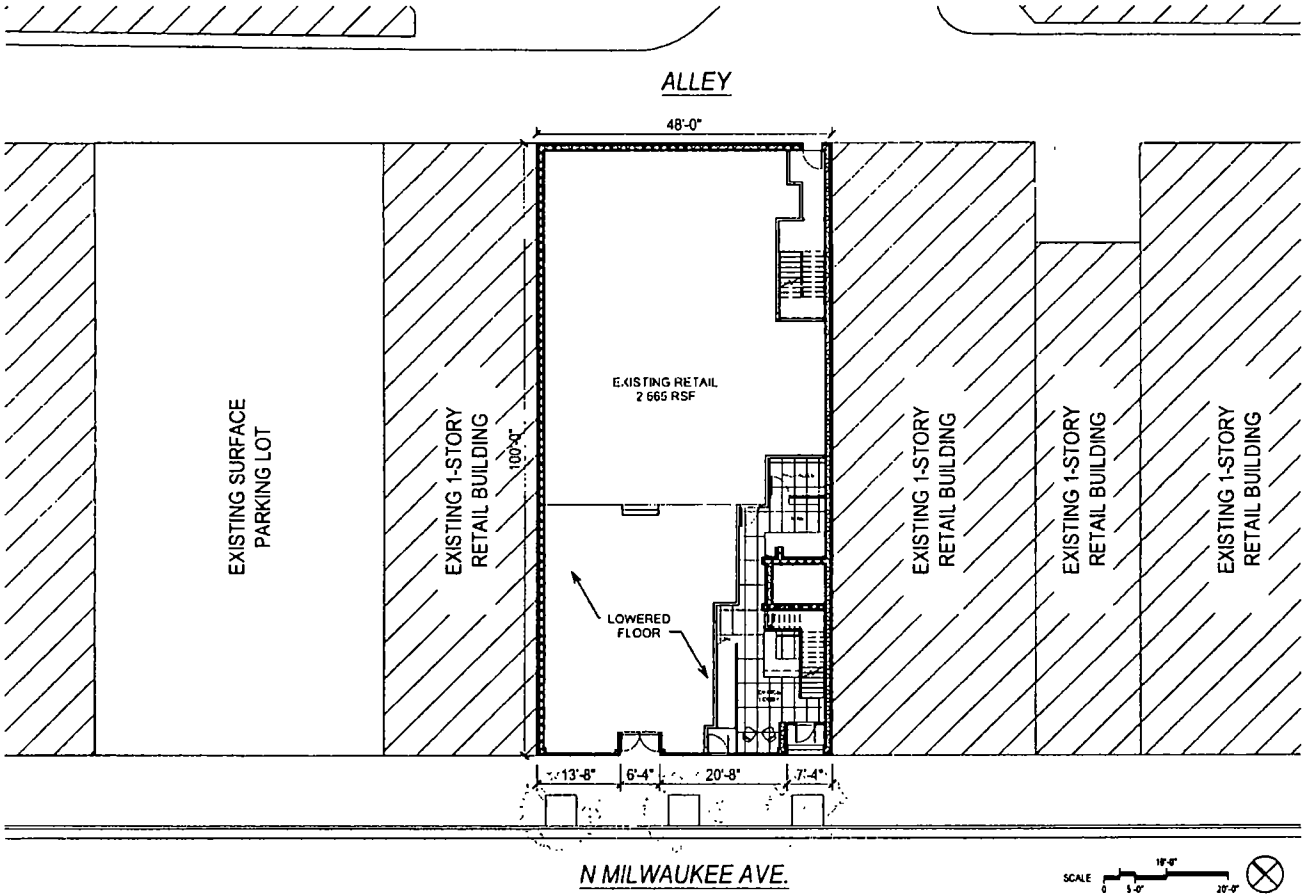 ALLEY
48'-0"
EXISTING RETAIL
2 665 RSF
100'-0"
EXISTING SURFACE
PARKING LOT
EXISTING 1-STORY
RETAIL BUILDING
EXISTING 1-STORY
RETAIL BUILDING
EXISTING 1-STORY
RETAIL BUILDING
EXISTING 1-STORY
RETAIL BUILDING
LOWERED
FLOOR
13'-8" 6'-4" 20'-8" 7'-4"
N MILWAUKEE AVE.
SCALE
0 5'-0" 20'-0"